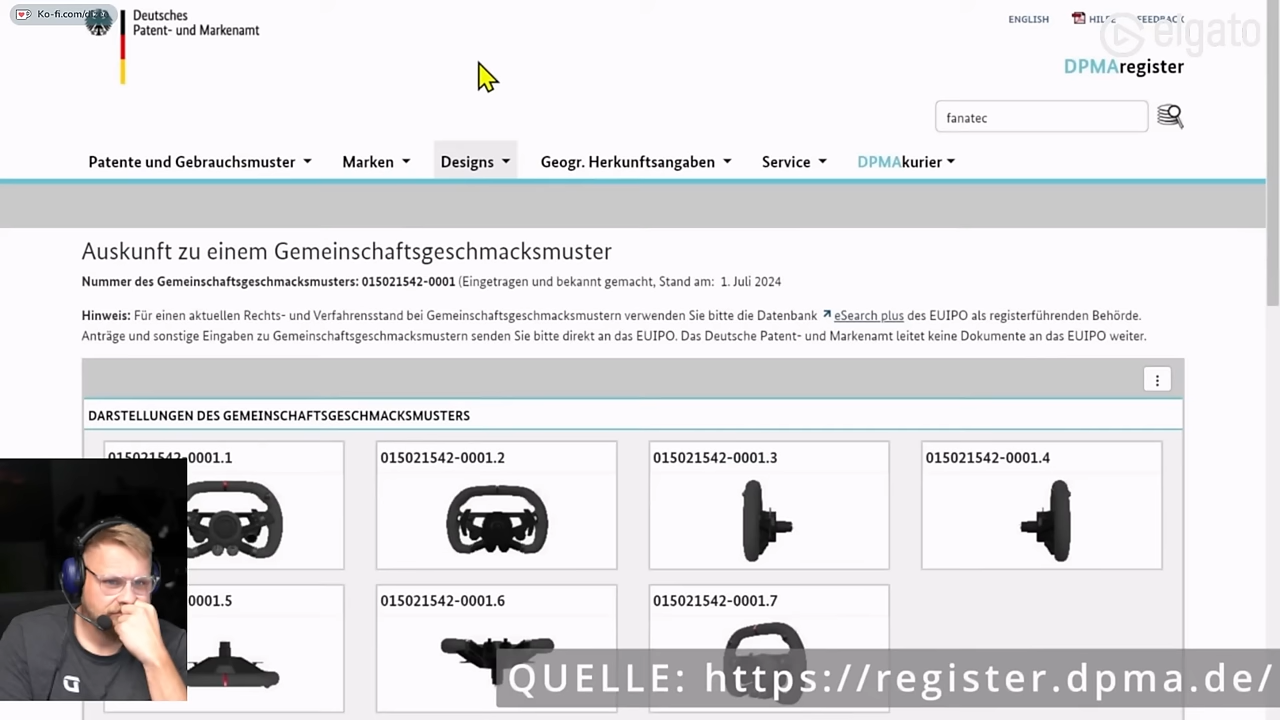 Ko-fi.com/d
Deutsches
Patent- und Markenamt
ENGLISH
elgato
DPMAregister
fanatec
Patente und Gebrauchsmuster
Marken
Designs
Geogr. Herkunftsangaben
Service
DPMAkurier
Auskunft zu einem Gemeinschaftsgeschmacksmuster
Nummer des Gemeinschaftsgeschmacksmusters: 015021542-0001 (Eingetragen und bekannt gemacht, Stand am: 1. Juli 2024
Hinweis: Für einen aktuellen Rechts- und Verfahrensstand bei Gemeinschaftsgeschmacksmustern verwenden Sie bitte die Datenbank eSearch plus des EUIPO als registerführenden Behörde.
Anträge und sonstige Eingaben zu Gemeinschaftsgeschmacksmustern senden Sie bitte direkt an das EUIPO. Das Deutsche Patent- und Markenamt leitet keine Dokumente an das EUIPO weiter.
DARSTELLUNGEN DES GEMEINSCHAFTSGESCHMACKSMUSTERS
015021542-0001.1
015021542-0001.2
015021542-0001.3
015021542-0001.4
0001.5
015021542-0001.6
015021542-0001.7
QUELLE: https://register.dpma.de/